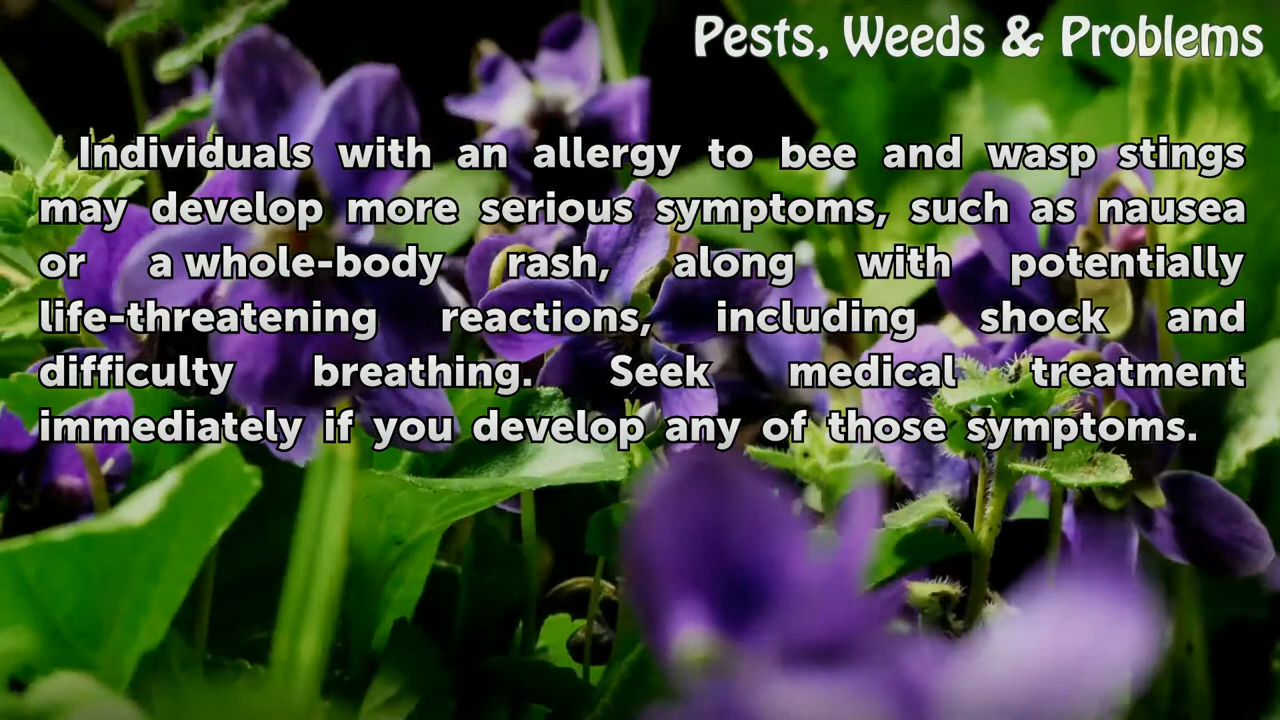 Pests, Weeds & Problems
Individuals with an allergy to bee and wasp stings
may develop more serious symptoms, such as nausea
or a whole-body rash, along with potentially
life-threatening reactions, including shock and
difficulty breathing. Seek medical treatment
immediately if you develop any of those symptoms.